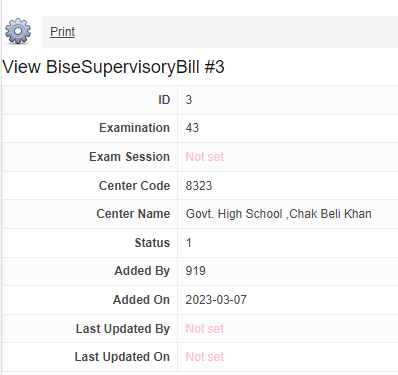 Print
View BiseSupervisoryBill #3
ID 3
Examination 43
Exam Session Not set
Center Code 8323
Center Name Govt. High School ,Chak Beli Khan
Status 1
Added By 919
Added On 2023-03-07
Last Updated By Not set
Last Updated On Not set